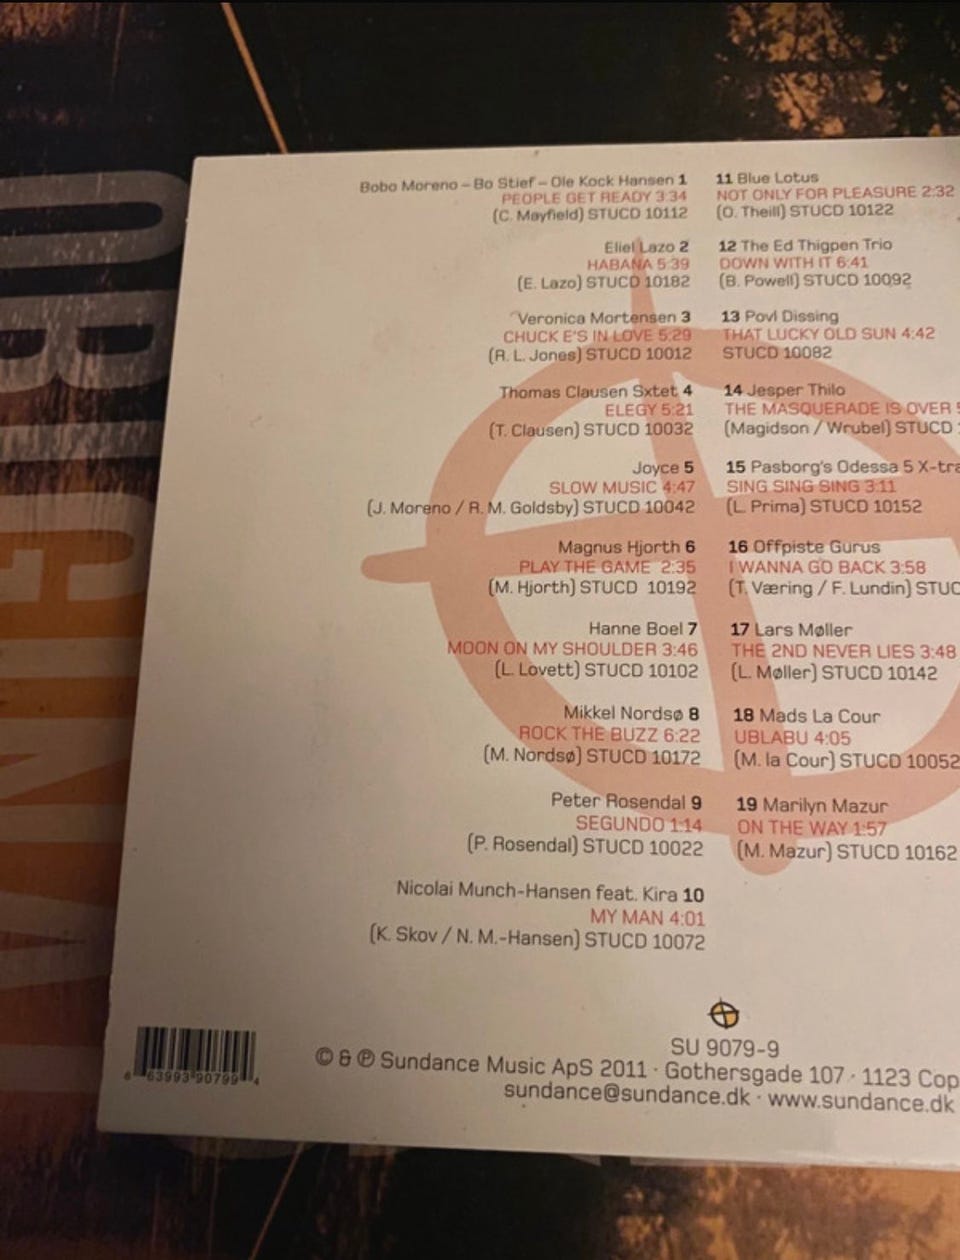 ORIGINAL
Bobo Moreno – Bo Stief – Ole Kock Hansen 1
PEOPLE GET READY 3:34
(C. Mayfield) STUCD 10112
Eliel Lazo 2
HABANA 5:39
(E. Lazo) STUCD 10182
Veronica Mortensen 3
CHUCK E'S IN LOVE 5:29
(R. L. Jones) STUCD 10012
Thomas Clausen Sxtet 4
ELEGY 5:21
(T. Clausen) STUCD 10032
Joyce 5
SLOW MUSIC 4:47
(J. Moreno / R. M. Goldsby) STUCD 10042
Magnus Hjorth 6
PLAY THE GAME 2:35
(M. Hjorth) STUCD 10192
Hanne Boel 7
MOON ON MY SHOULDER 3:46
(L. Lovett) STUCD 10102
Mikkel Nordsø 8
ROCK THE BUZZ 6:22
(M. Nordsø) STUCD 10172
Peter Rosendal 9
SEGUNDO 1:14
(P. Rosendal) STUCD 10022
Nicolai Munch-Hansen feat. Kira 10
MY MAN 4:01
(K. Skov / N. M.-Hansen) STUCD 10072
11 Blue Lotus
NOT ONLY FOR PLEASURE 2:32
(O. Theill) STUCD 10122
12 The Ed Thigpen Trio
DOWN WITH IT 6:41
(B. Powell) STUCD 10092
13 Povl Dissing
THAT LUCKY OLD SUN 4:42
STUCD 10082
14 Jesper Thilo
THE MASQUERADE IS OVER 5
(Magidson / Wrubel) STUCD 1
15 Pasborg's Odessa 5 X-tra
SING SING SING 3:11
(L. Prima) STUCD 10152
16 Offpiste Gurus
I WANNA GO BACK 3:58
(T. Væring / F. Lundin) STUC
17 Lars Møller
THE 2ND NEVER LIES 3:48
(L. Møller) STUCD 10142
18 Mads La Cour
UBLABU 4:05
(M. la Cour) STUCD 10052
19 Marilyn Mazur
ON THE WAY 1:57
(M. Mazur) STUCD 10162
6 63993 90799 4
SU 9079-9
© & ℗ Sundance Music ApS 2011 · Gothersgade 107 · 1123 Cop
sundance@sundance.dk · www.sundance.dk